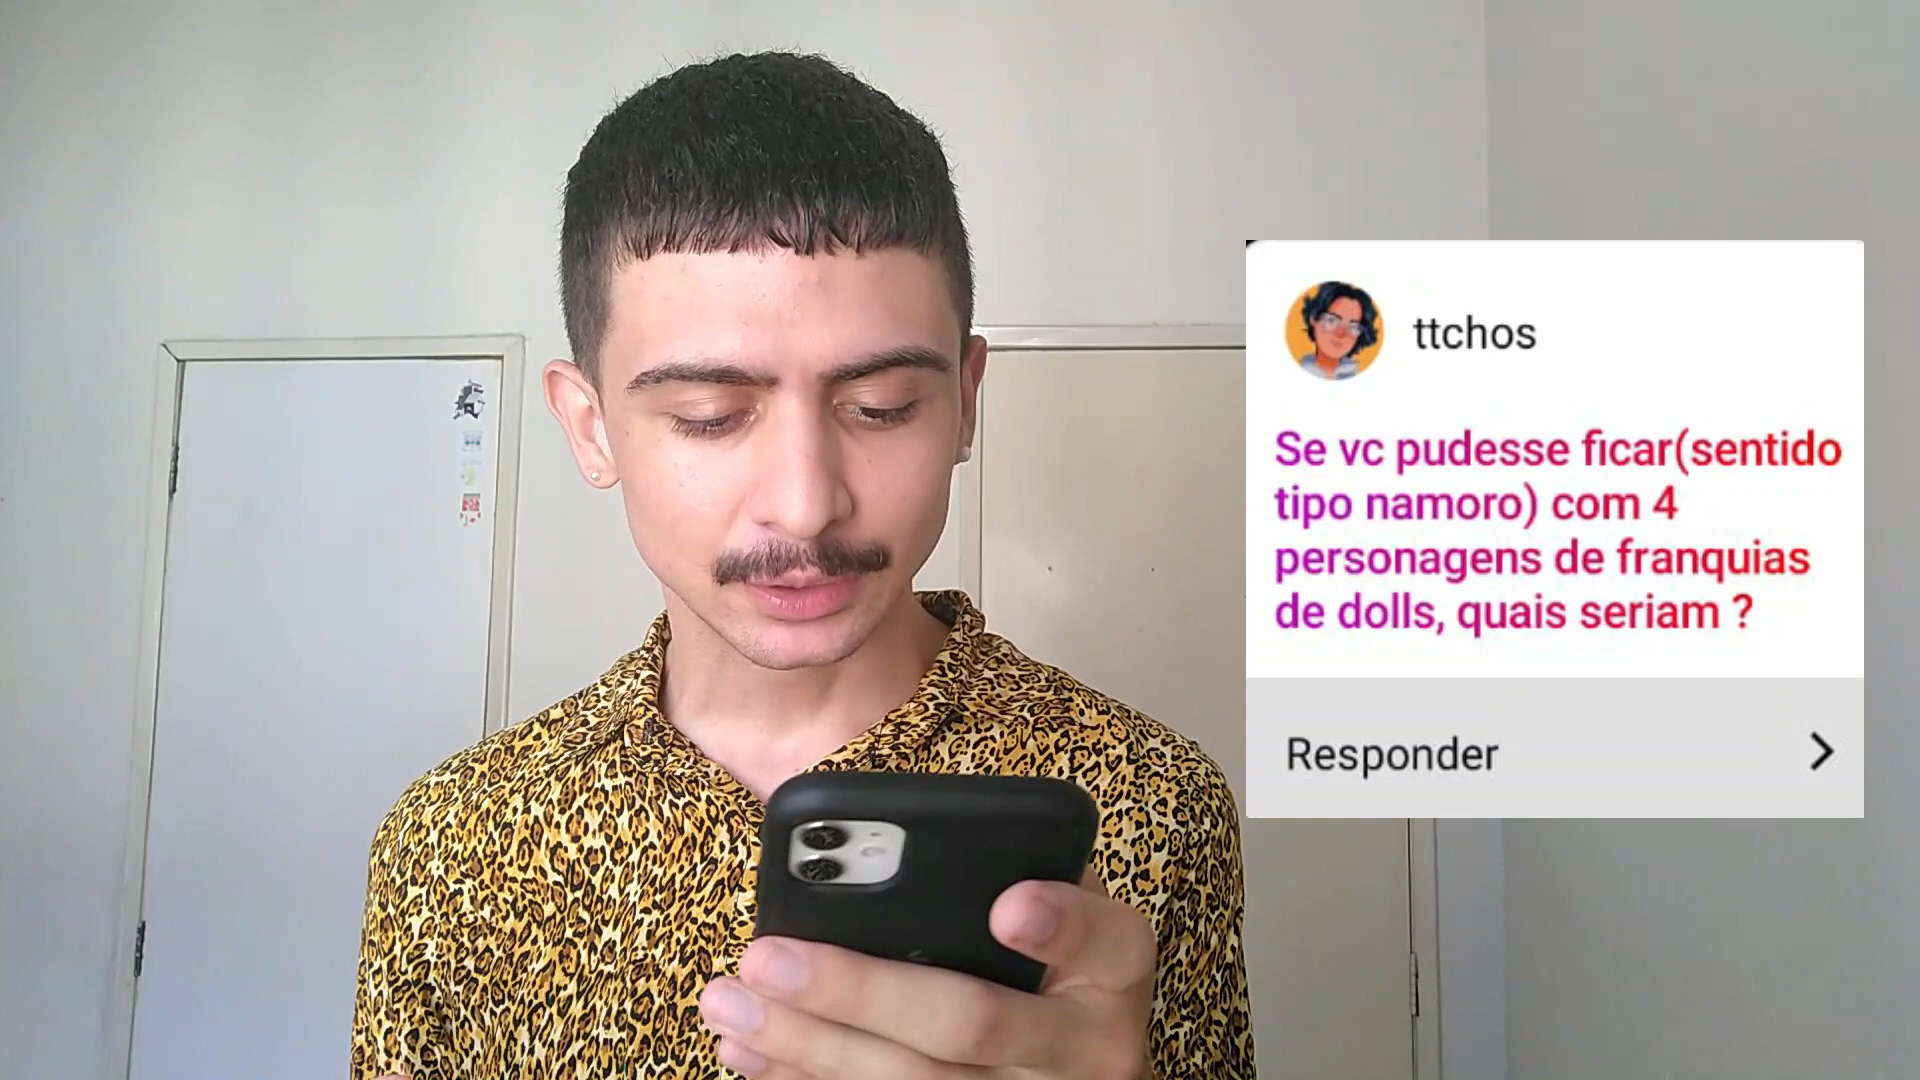 ttchos
Se vc pudesse ficar(sentido
tipo namoro) com 4
personagens de franquias
de dolls, quais seriam ?
Responder